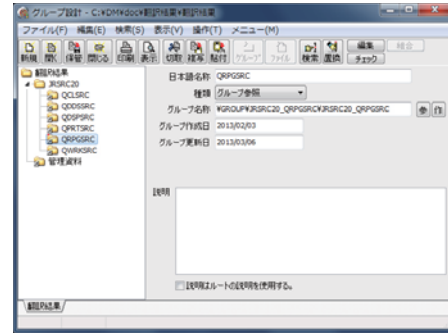 グループ設計 - C:¥DM¥doc¥翻訳結果¥翻訳結果
ファイル(F) 編集(E) 検索(S) 表示(V) 操作(T) メニュー(M)
新規 開く 保管 閉じる 印刷 表示 切取 複写 貼付 グループ ファイル 検索 置換 編集 チェック 結合
翻訳結果
JRSRC20
QCLSRC
QDDSSRC
QDSPSRC
QPRTSRC
QRPGSRC
QWRKSRC
管理資料
日本語名称 QRPGSRC
種類 グループ参照
グループ名称 ¥GROUP¥JRSRC20_QRPGSRC¥JRSRC20_QRPGSRC 参 作
グループ作成日 2013/02/03
グループ更新日 2013/03/06
説明
説明はルートの説明を使用する。
翻訳結果